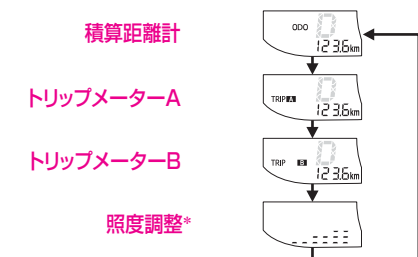 積算距離計
ODO
123.6km
トリップメーターA
TRIP A
123.6km
トリップメーターB
TRIP B
123.6km
照度調整*